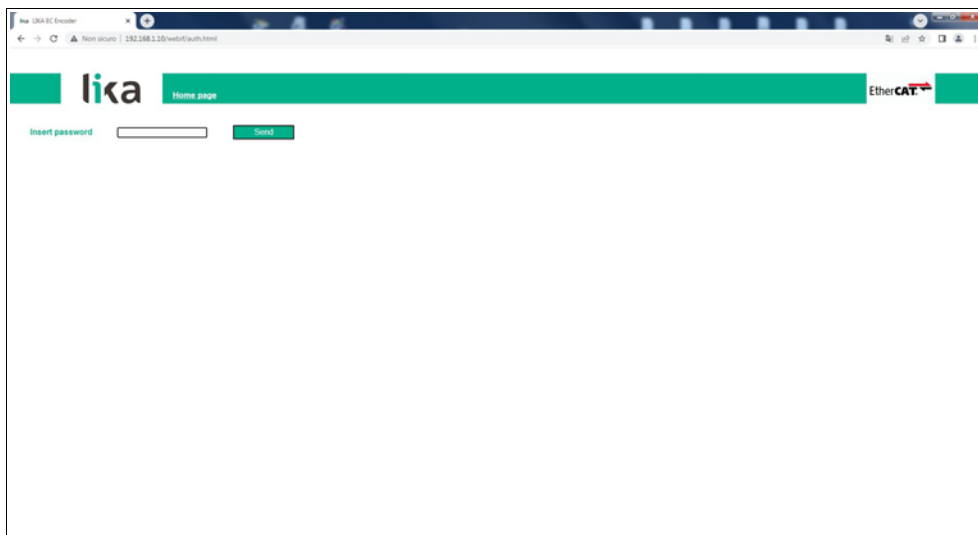 lika LIKA EC Encoder
Non sicuro | 192.168.1.10/webif/auth.html
lika
Home page
EtherCAT
Insert password
Send